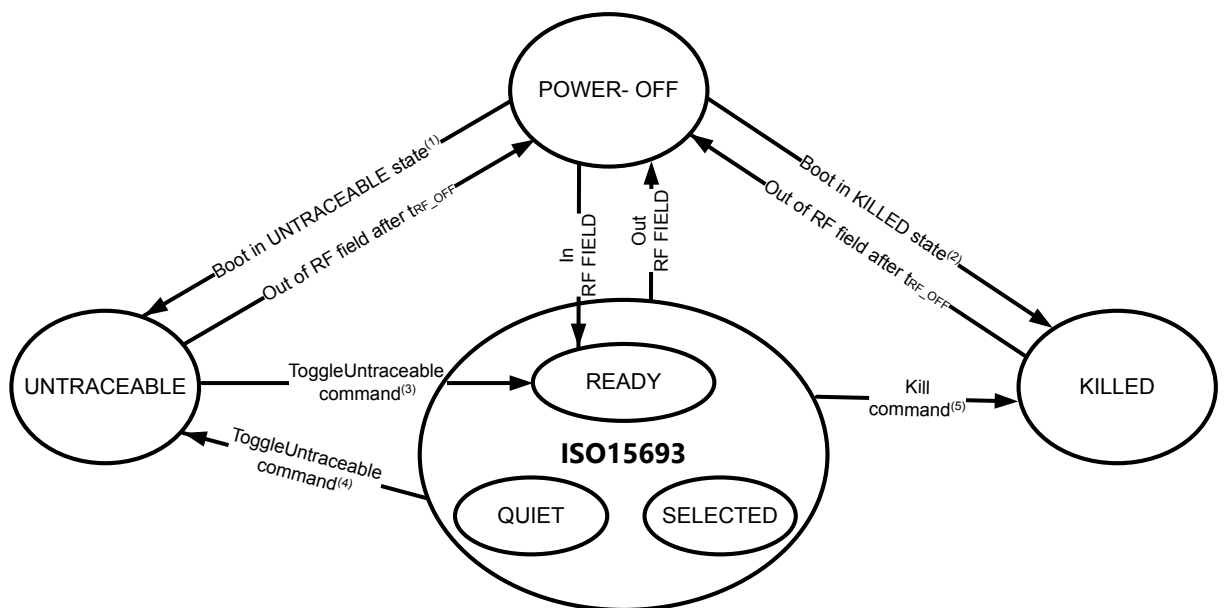 POWER- OFF
Boot in UNTRACEABLE state(1)
Out of RF field after tRF_OFF
In
RF FIELD
Out
RF FIELD
Boot in KILLED state(2)
Out of RF field after tRF_OFF
UNTRACEABLE
ToggleUntraceable
command(3)
READY
Kill
command(5)
KILLED
ToggleUntraceable
command(4)
ISO15693
QUIET
SELECTED